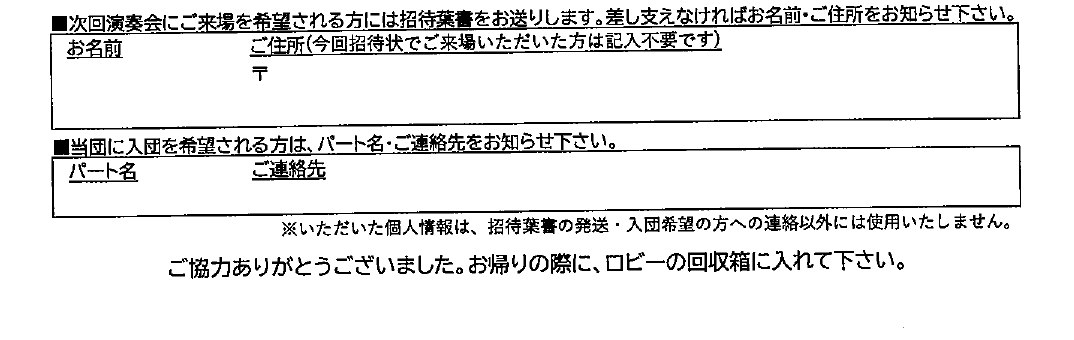 ■次回演奏会にご来場を希望される方には招待葉書をお送りします。差し支えなければお名前・ご住所をお知らせ下さい。
お名前 ご住所(今回招待状でご来場いただいた方は記入不要です)
〒
■当団に入団を希望される方は、パート名・ご連絡先をお知らせ下さい。
パート名 ご連絡先
※いただいた個人情報は、招待葉書の発送・入団希望の方への連絡以外には使用いたしません。
ご協力ありがとうございました。お帰りの際に、ロビーの回収箱に入れて下さい。